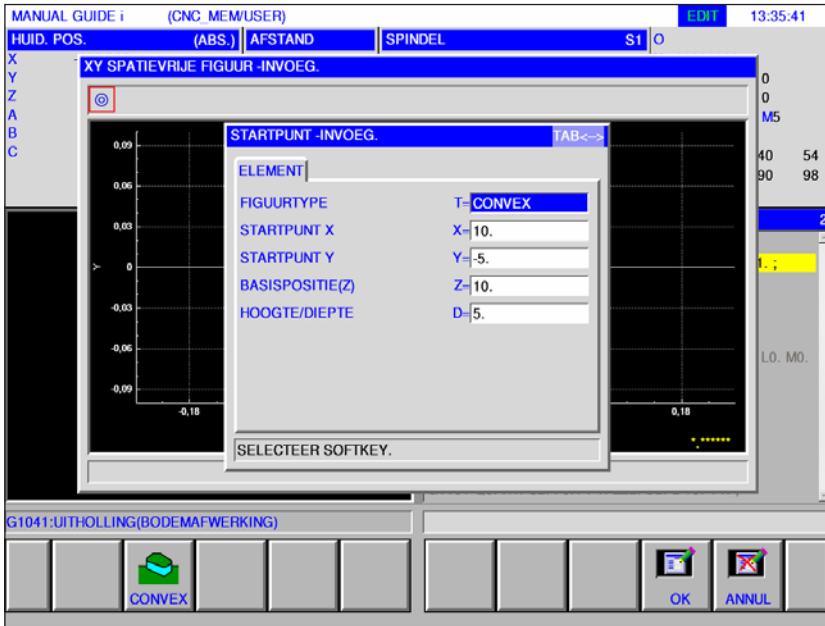 MANUAL GUIDE i (CNC_MEM/USER) EDIT 13:35:41
HUID. POS. (ABS.) AFSTAND SPINDEL S1 O
X
Y 0
Z 0
A M5
B
C 40 54
90 98
XY SPATIEVRIJE FIGUUR -INVOEG.
2
1. ;
L0. M0.
0,09
0,06
0,03
Y 0
-0,03
-0,06
-0,09
-0,18 0,18
*.******
STARTPUNT -INVOEG. TAB<-->
ELEMENT
FIGUURTYPE T=CONVEX
STARTPUNT X X=10.
STARTPUNT Y Y=-5.
BASISPOSITIE(Z) Z=10.
HOOGTE/DIEPTE D=5.
SELECTEER SOFTKEY.
G1041:UITHOLLING(BODEMAFWERKING)
CONVEX OK ANNUL